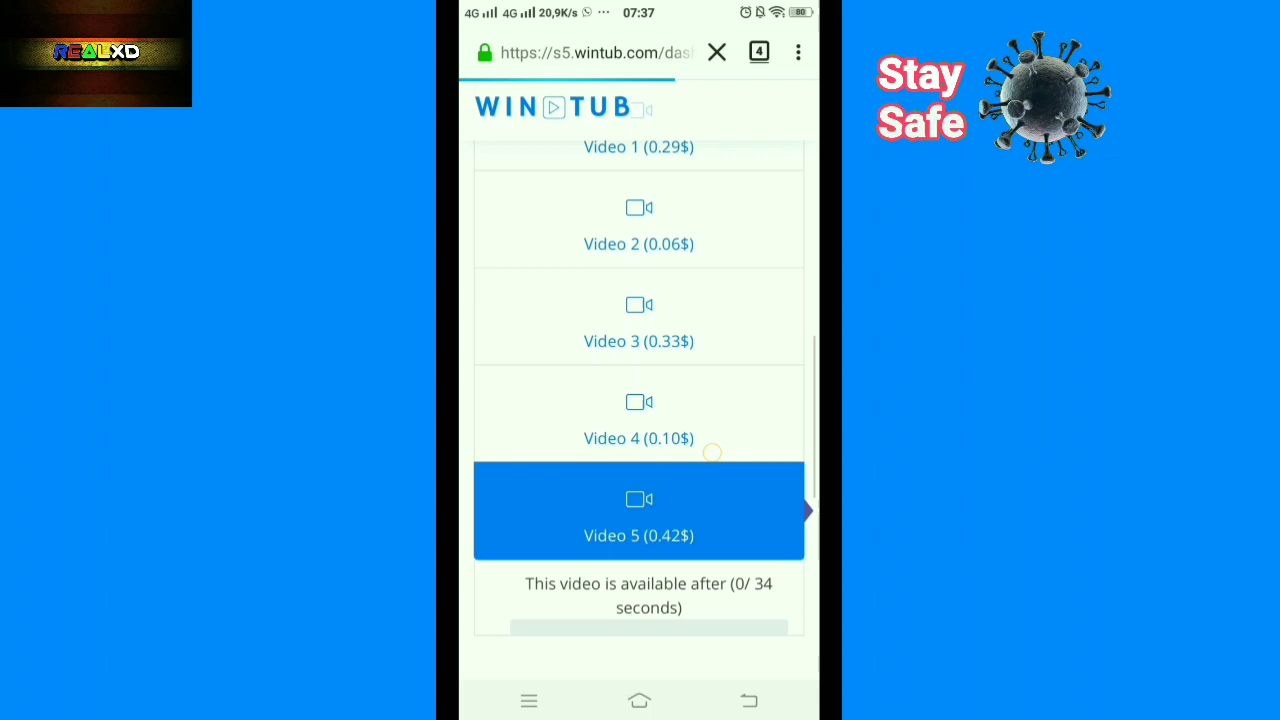 REALXD
4G 4G 20,9K/s ··· 07:37 80
https://s5.wintub.com/das
4
WIN TUB
Video 1 (0.29$)
Video 2 (0.06$)
Video 3 (0.33$)
Video 4 (0.10$)
Video 5 (0.42$)
This video is available after (0/ 34
seconds)
Stay
Safe